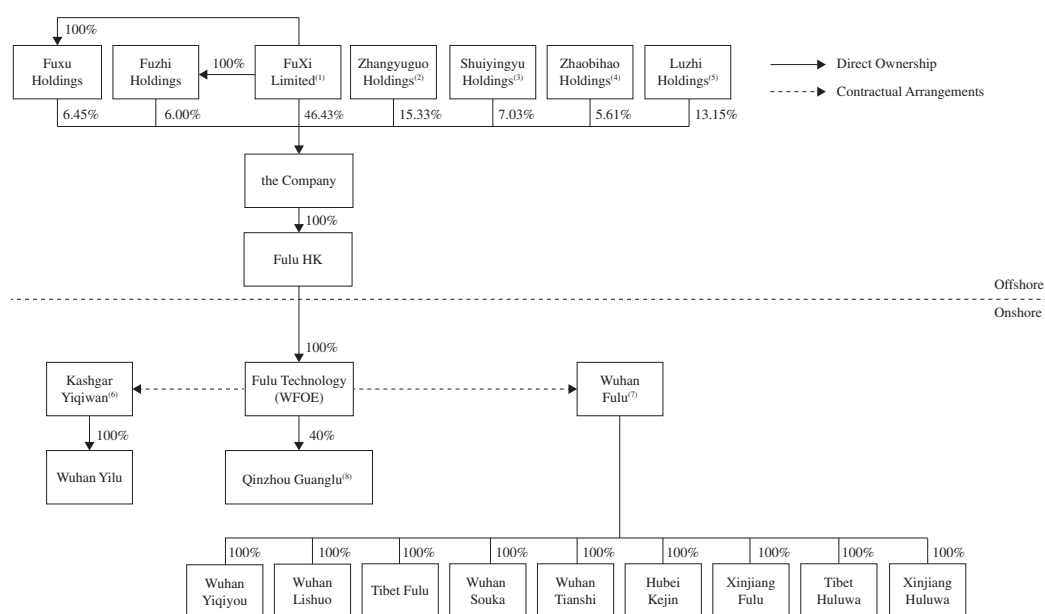 100%
Fuxu
Holdings
Fuzhi
Holdings
100%
FuXi
Limited(1)
Zhangyuguo
Holdings(2)
Shuiyingyu
Holdings(3)
Zhaobihao
Holdings(4)
Luzhi
Holdings(5)
Direct Ownership
Contractual Arrangements
6.45%
6.00%
46.43%
15.33%
7.03%
5.61%
13.15%
the Company
100%
Fulu HK
Offshore
Onshore
100%
Kashgar
Yiqiwan(6)
Fulu Technology
(WFOE)
Wuhan
Fulu(7)
100%
40%
Wuhan Yilu
Qinzhou Guanglu(8)
100%
100%
100%
100%
100%
100%
100%
100%
100%
Wuhan
Yiqiyou
Wuhan
Lishuo
Tibet Fulu
Wuhan
Souka
Wuhan
Tianshi
Hubei
Kejin
Xinjiang
Fulu
Tibet
Huluwa
Xinjiang
Huluwa